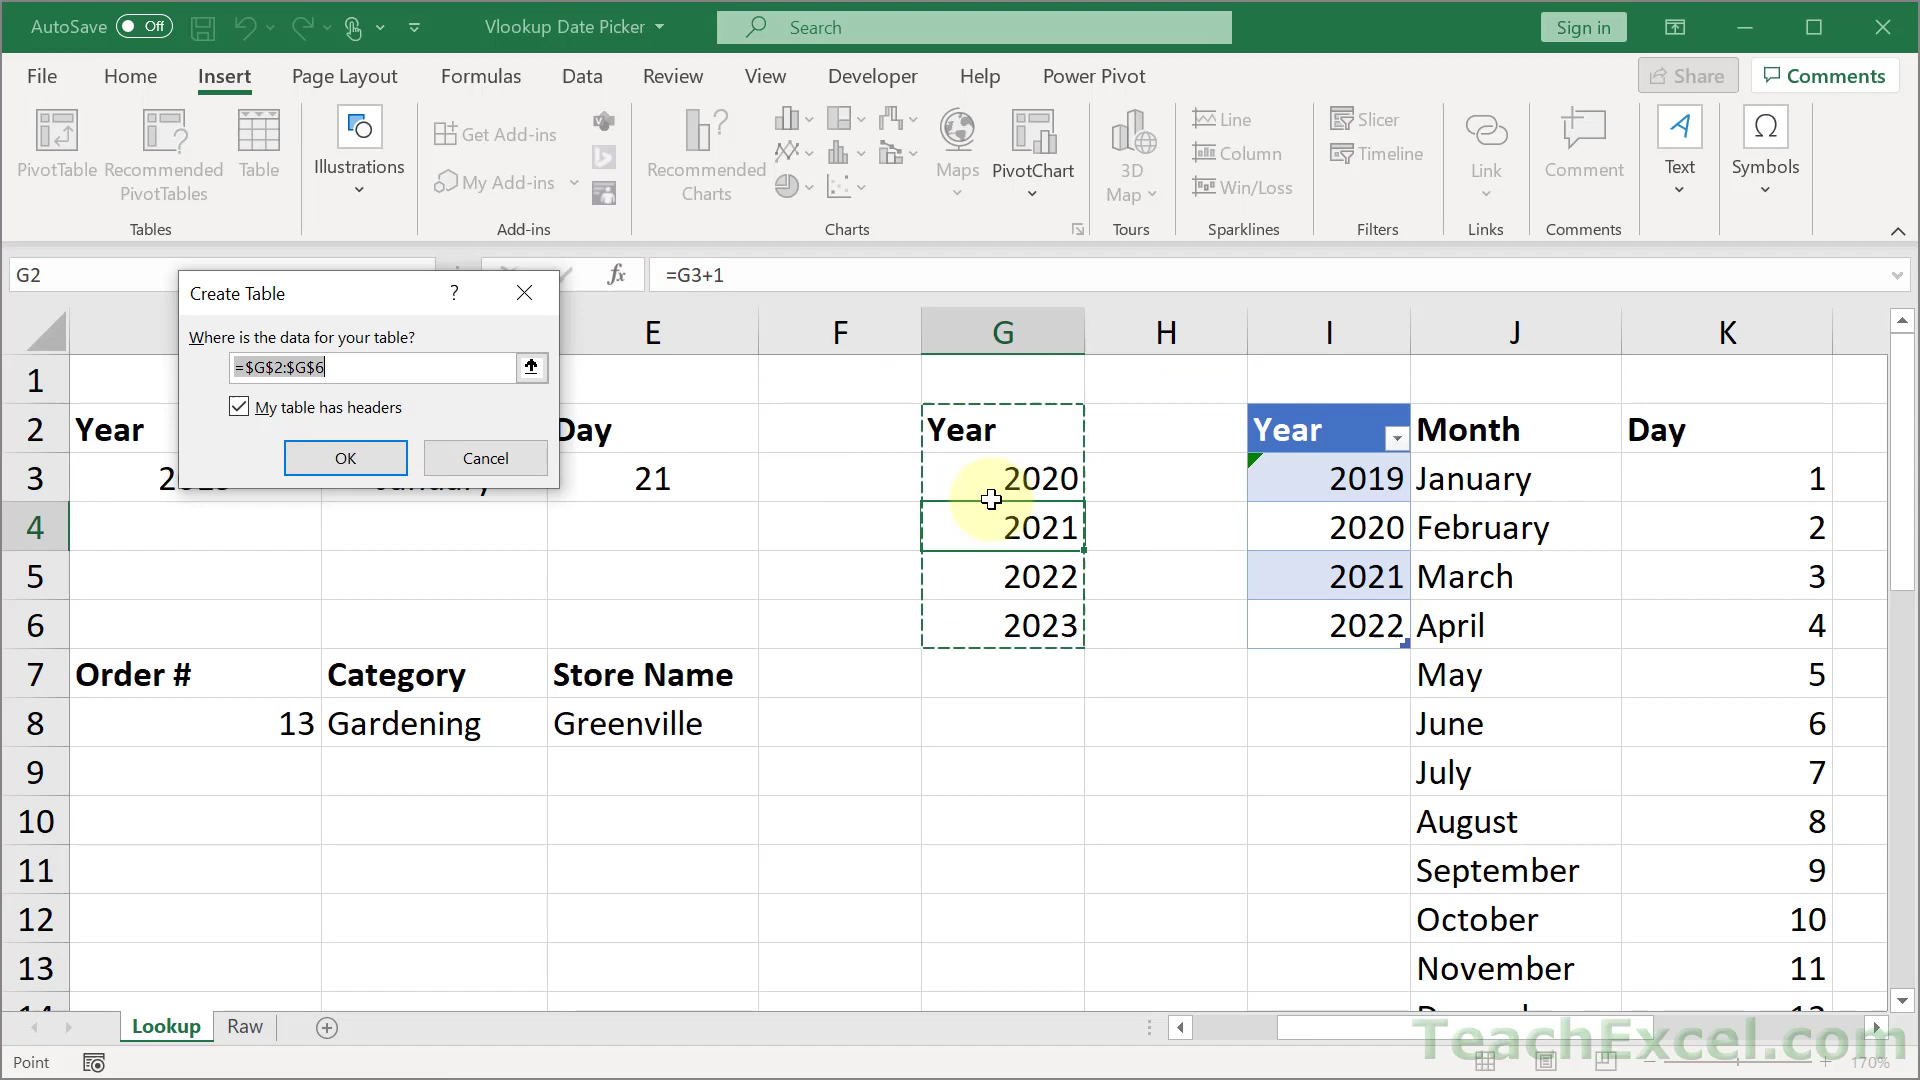 AutoSave Off Vlookup Date Picker Search Sign in
File Home Insert Page Layout Formulas Data Review View Developer Help Power Pivot Share Comments
PivotTable Recommended PivotTables Table Illustrations
Get Add-ins
My Add-ins
Recommended Charts
Maps PivotChart
3D Map
Line
Column
Win/Loss
Slicer
Timeline
Link Comment Text Symbols
Tables Add-ins Charts Tours Sparklines Filters Links Comments
G2 fx =G3+1
Create Table ?
Where is the data for your table?
=$G$2:$G$6
My table has headers
OK Cancel
E F G H I J K
1
2 Year Day Year Year Month Day
3 21 2020 2019 January 1
4 2021 2020 February 2
5 2022 2021 March 3
6 2023 2022 April 4
7 Order # Category Store Name May 5
8 13 Gardening Greenville June 6
9 July 7
10 August 8
11 September 9
12 October 10
13 November 11
Lookup Raw
TeachExcel.com
Point 170%